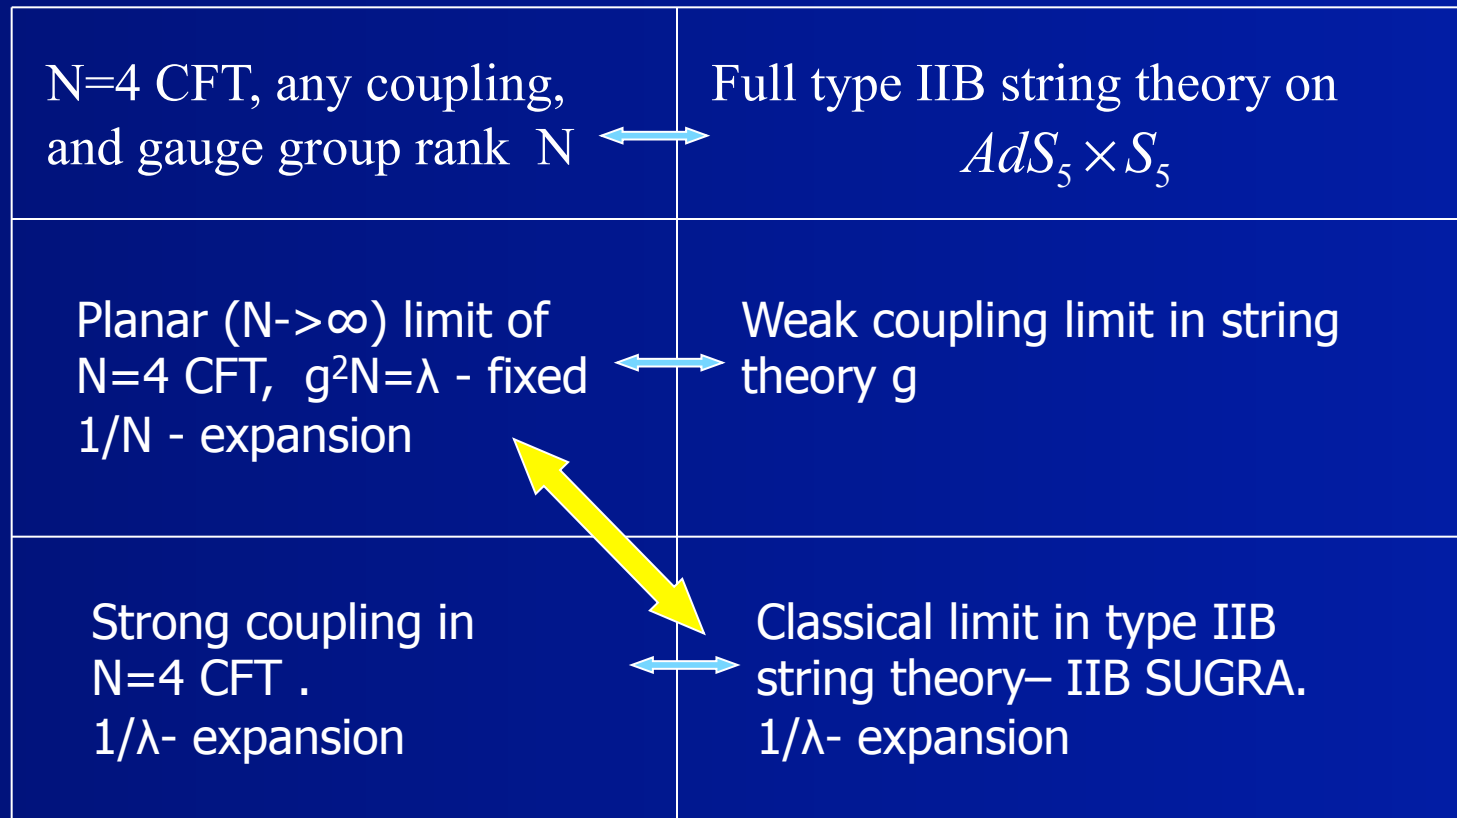 N=4 CFT, any coupling,
and gauge group rank N
Full type IIB string theory on
AdS₅ × S₅
Planar (N->∞) limit of
N=4 CFT, g²N=λ - fixed
1/N - expansion
Weak coupling limit in string
theory g
Strong coupling in
N=4 CFT .
1/λ- expansion
Classical limit in type IIB
string theory– IIB SUGRA.
1/λ- expansion